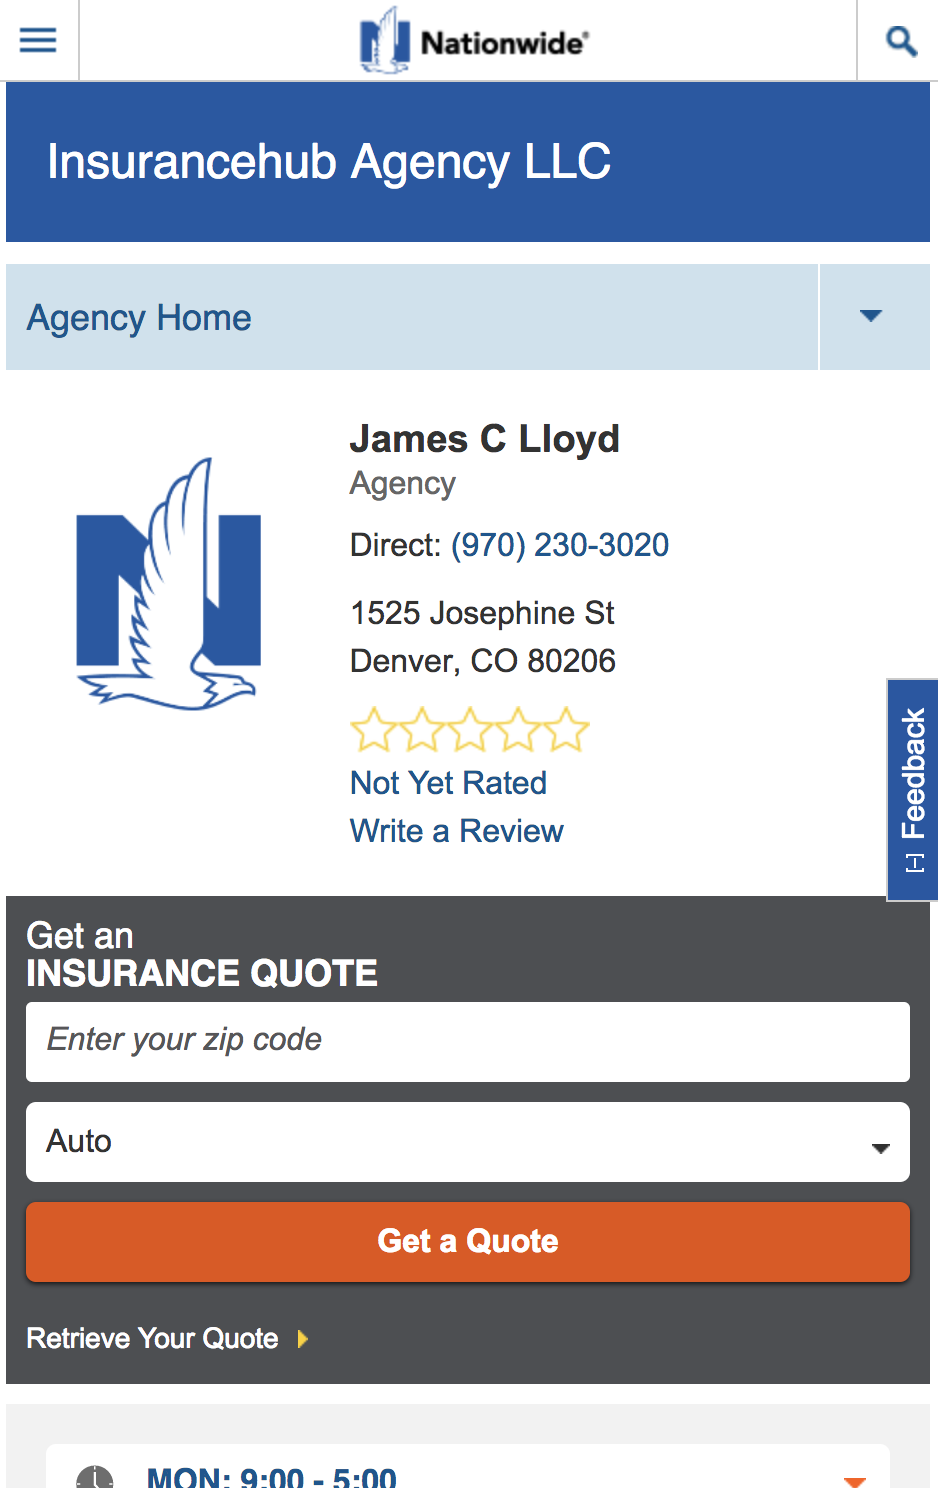 Nationwide®
Insurancehub Agency LLC
Agency Home
James C Lloyd
Agency
Direct: (970) 230-3020
1525 Josephine St
Denver, CO 80206
Not Yet Rated
Write a Review
Feedback
Get an
INSURANCE QUOTE
Enter your zip code
Auto
Get a Quote
Retrieve Your Quote
MON: 9:00 - 5:00